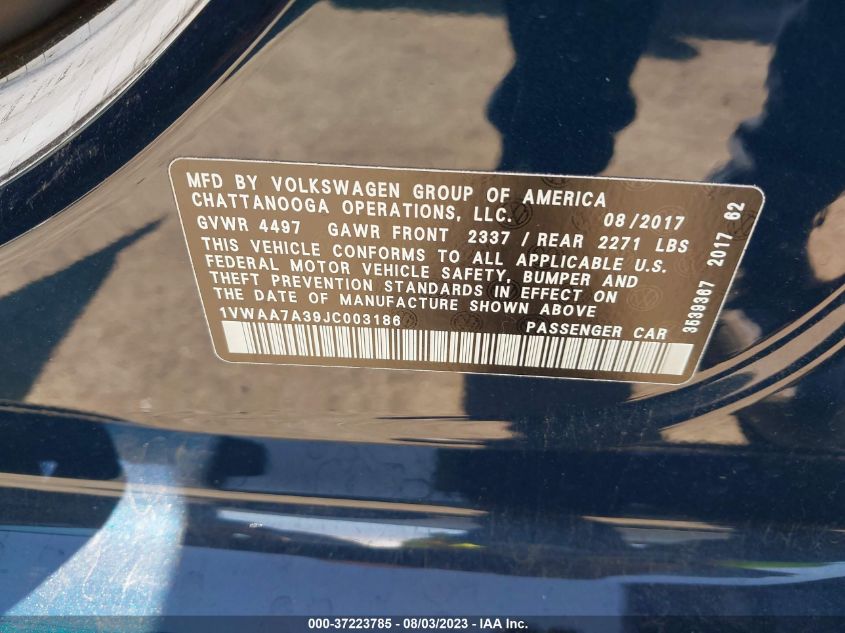 MFD BY VOLKSWAGEN GROUP OF AMERICA
CHATTANOOGA OPERATIONS, LLC. 08/2017
GVWR 4497 GAWR FRONT 2337 / REAR 2271 LBS
THIS VEHICLE CONFORMS TO ALL APPLICABLE U.S.
FEDERAL MOTOR VEHICLE SAFETY, BUMPER AND
THEFT PREVENTION STANDARDS IN EFFECT ON
THE DATE OF MANUFACTURE SHOWN ABOVE
1VWAA7A39JC003186 PASSENGER CAR
3639367 2017 62
000-37223785 - 08/03/2023 - IAA Inc.